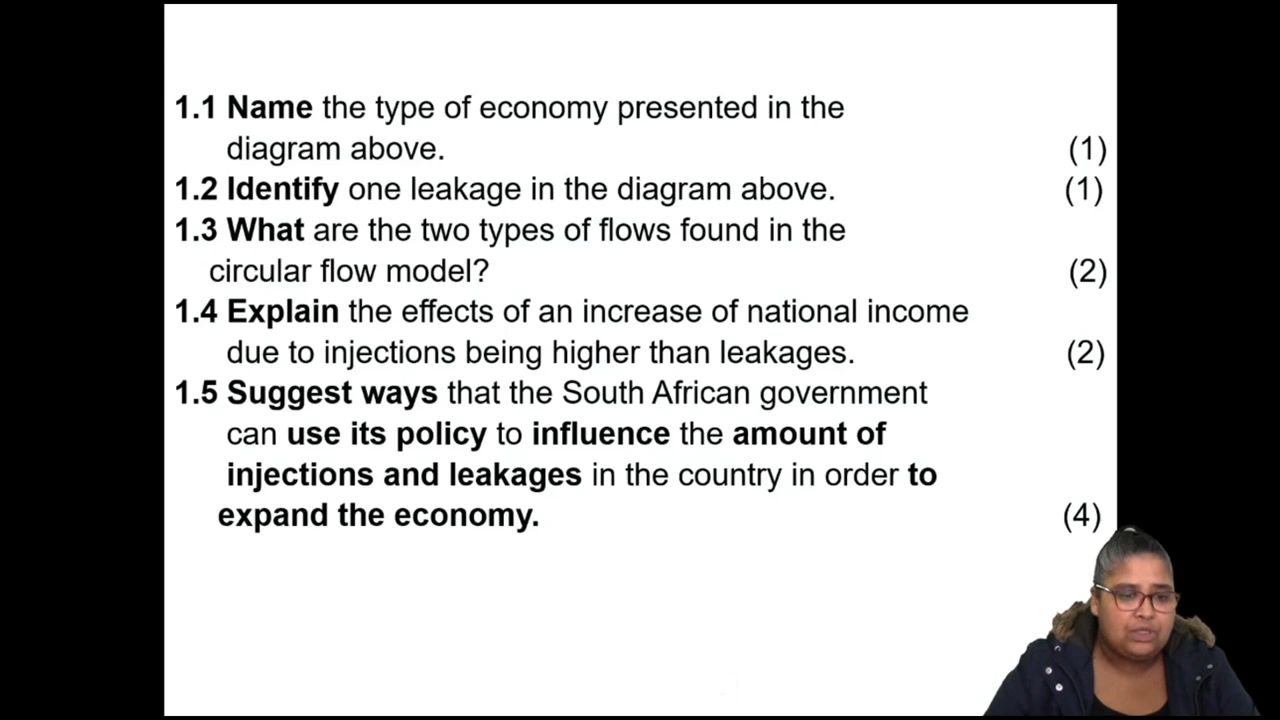 1.1 Name the type of economy presented in the
diagram above. (1)
1.2 Identify one leakage in the diagram above. (1)
1.3 What are the two types of flows found in the
circular flow model? (2)
1.4 Explain the effects of an increase of national income
due to injections being higher than leakages. (2)
1.5 Suggest ways that the South African government
can use its policy to influence the amount of
injections and leakages in the country in order to
expand the economy. (4)